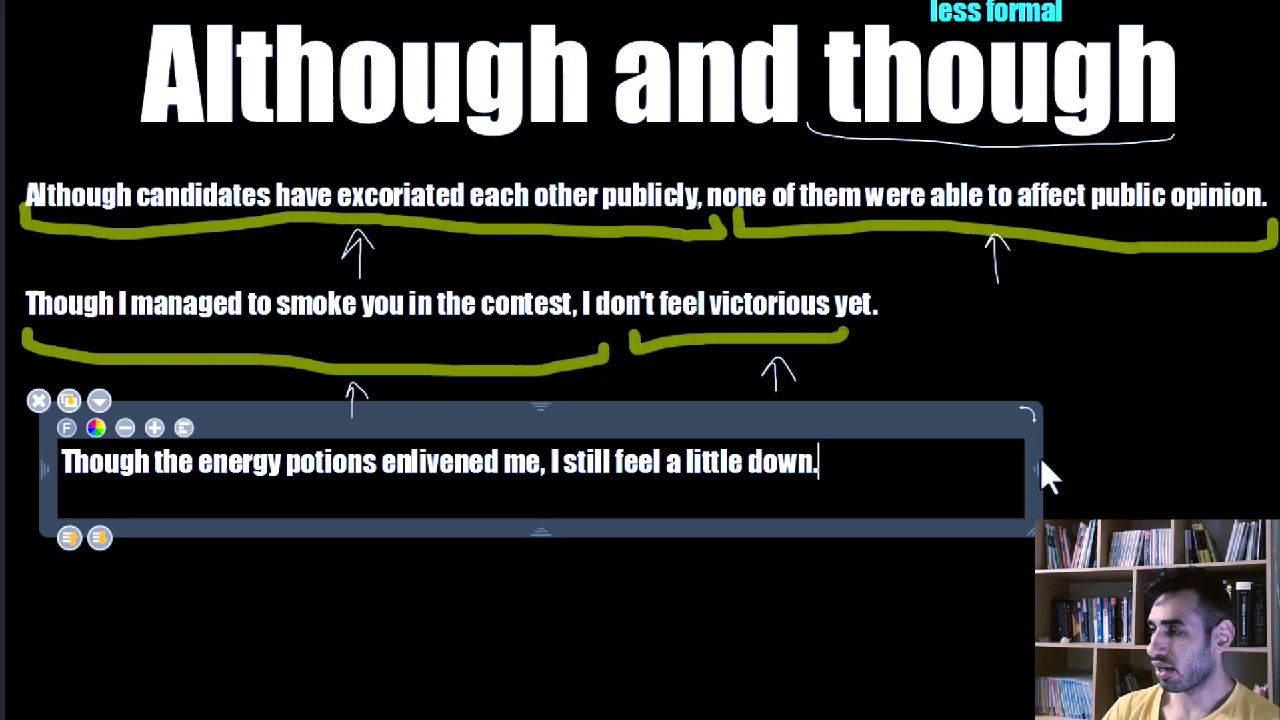 less formal
Although and though
Although candidates have excoriated each other publicly, none of them were able to affect public opinion.
Though I managed to smoke you in the contest, I don't feel victorious yet.
F
Though the energy potions enlivened me, I still feel a little down.